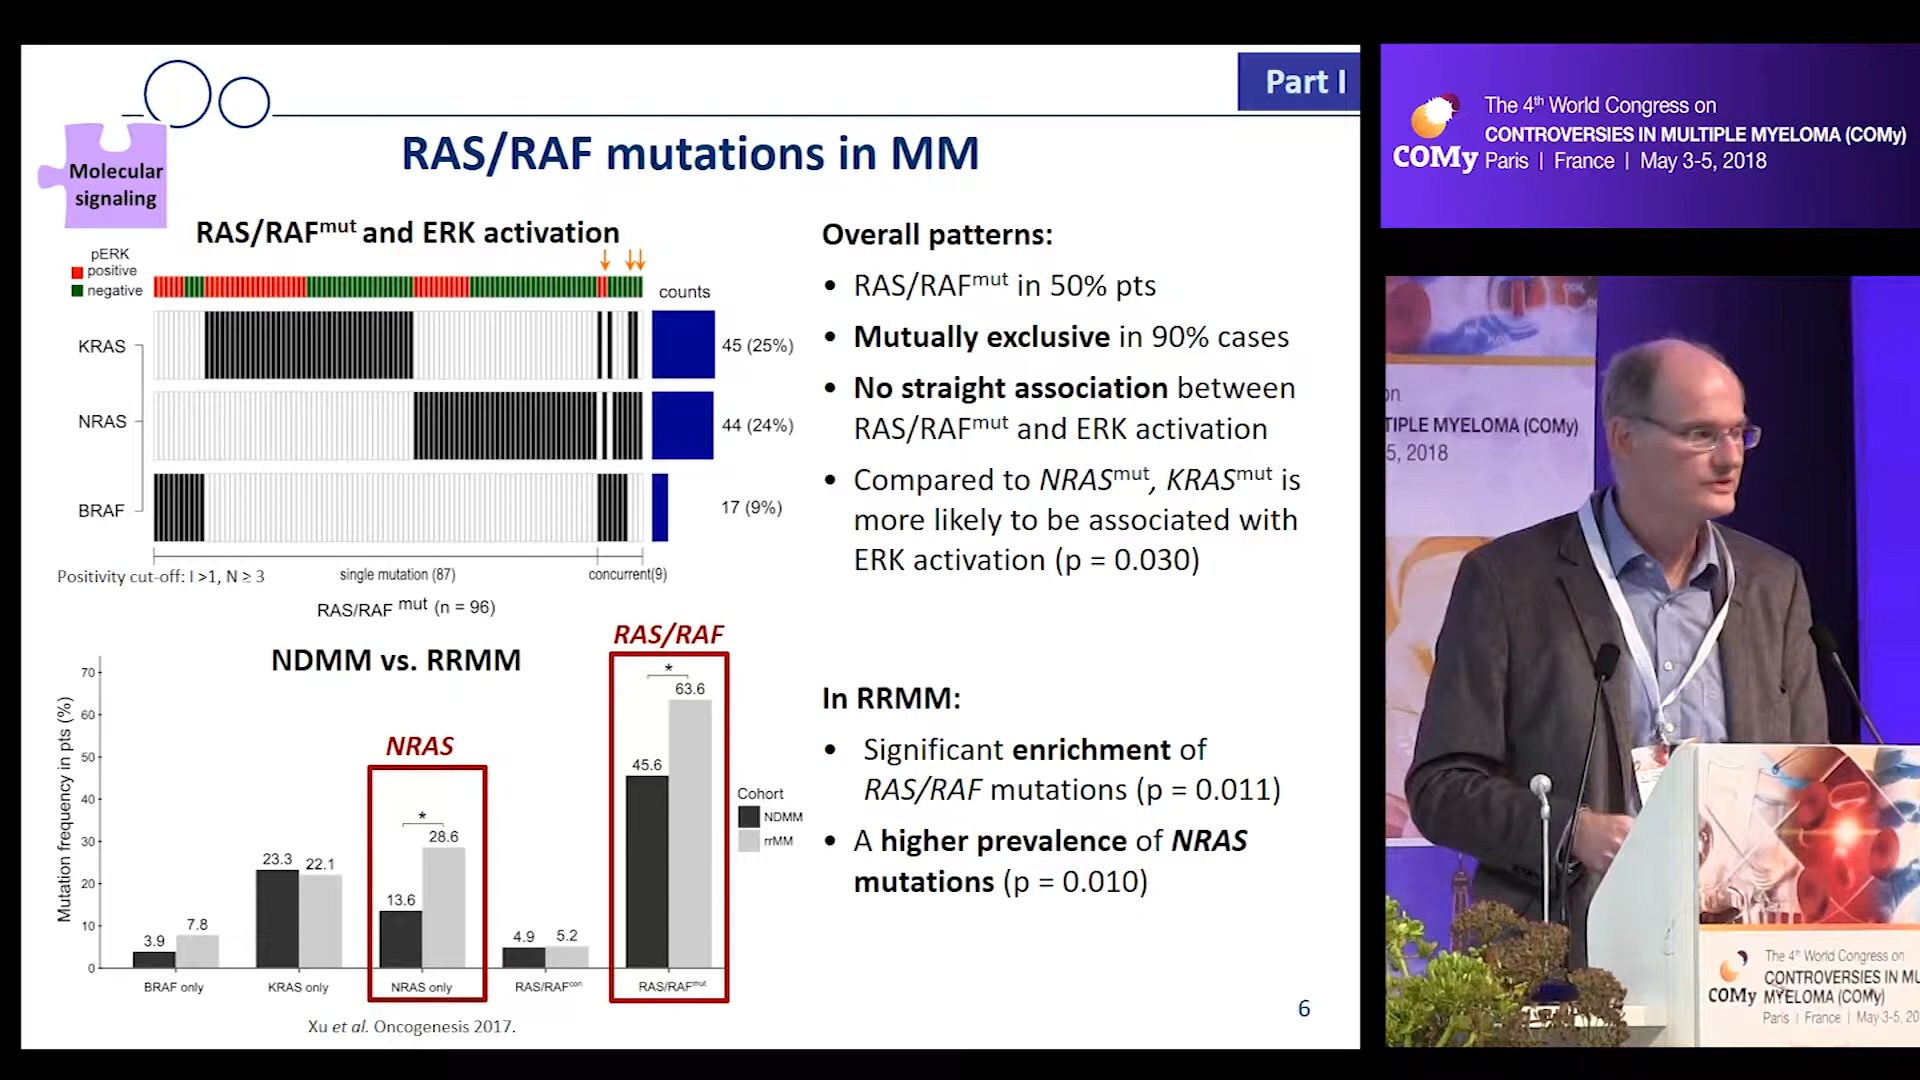 Part I
Molecular
signaling
RAS/RAF mutations in MM
RAS/RAFmut and ERK activation
pERK
positive
negative
counts
KRAS
45 (25%)
NRAS
44 (24%)
BRAF
17 (9%)
Positivity cut-off: I >1, N ≥ 3
single mutation (87)
concurrent(9)
RAS/RAF mut (n = 96)
Overall patterns:
• RAS/RAFmut in 50% pts
• Mutually exclusive in 90% cases
• No straight association between
RAS/RAFmut and ERK activation
• Compared to NRASmut, KRASmut is
more likely to be associated with
ERK activation (p = 0.030)
NDMM vs. RRMM
Mutation frequency in pts (%)
70
60
50
40
30
20
10
0
3.9
7.8
23.3
22.1
NRAS
*
13.6
28.6
4.9
5.2
RAS/RAF
*
45.6
63.6
BRAF only
KRAS only
NRAS only
RAS/RAFcon
RAS/RAFmut
Cohort
NDMM
rrMM
Xu et al. Oncogenesis 2017.
In RRMM:
• Significant enrichment of
RAS/RAF mutations (p = 0.011)
• A higher prevalence of NRAS
mutations (p = 0.010)
6
COMy
The 4th World Congress on
CONTROVERSIES IN MULTIPLE MYELOMA (COMy)
Paris | France | May 3-5, 2018
on
TIPLE MYELOMA (COMy)
5, 2018
COMy
The 4th World Congress on
CONTROVERSIES IN MU
MYELOMA (COMy)
Paris | France | May 3-5, 20